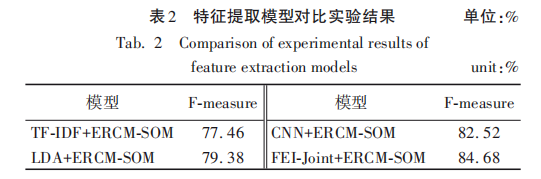 表2 特征提取模型对比实验结果 单位:%
Tab. 2 Comparison of experimental results of
feature extraction models unit:%
模型 F-measure 模型 F-measure
TF-IDF+ERCM-SOM 77.46 CNN+ERCM-SOM 82.52
LDA+ERCM-SOM 79.38 FEI-Joint+ERCM-SOM 84.68